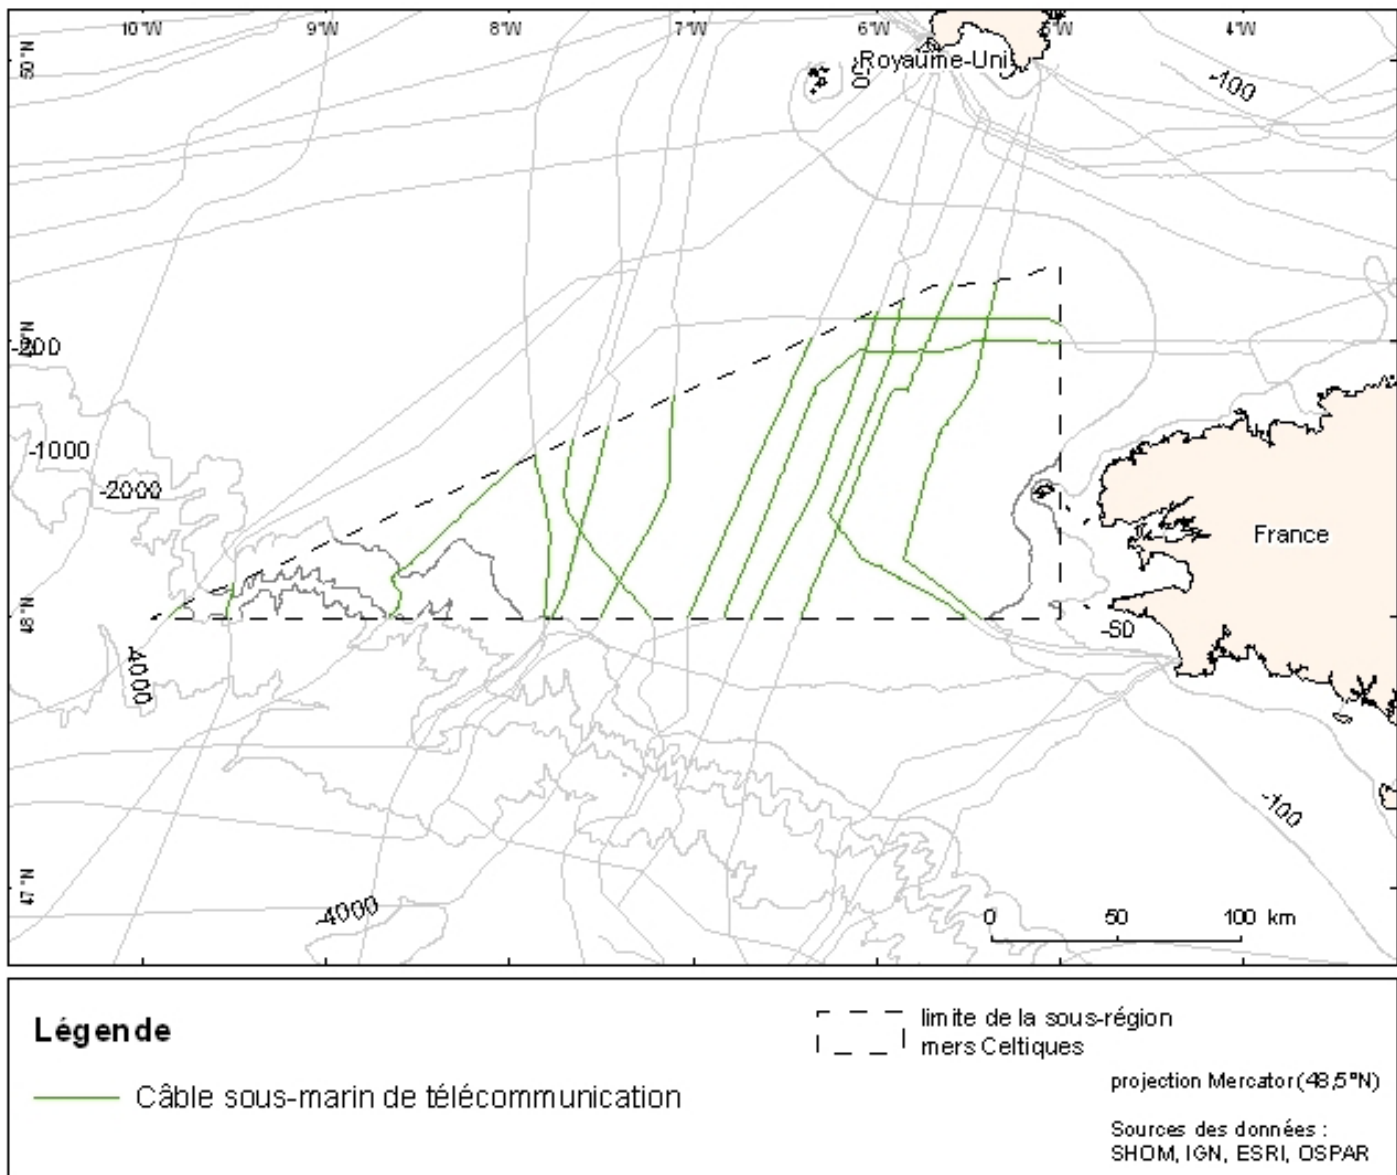 10°W 9°W 8°W 7°W 6°W 5°W 4°W
50°N
Royaume-Uni
-50
-100
-200
-1000
-2000
France
48°N
-50
-4000
-100
47°N
-4000
0 50 100 km
Légende
limite de la sous-région
mers Celtiques
Câble sous-marin de télécommunication
projection Mercator (48,5°N)
Sources des données :
SHOM, IGN, ESRI, OSPAR